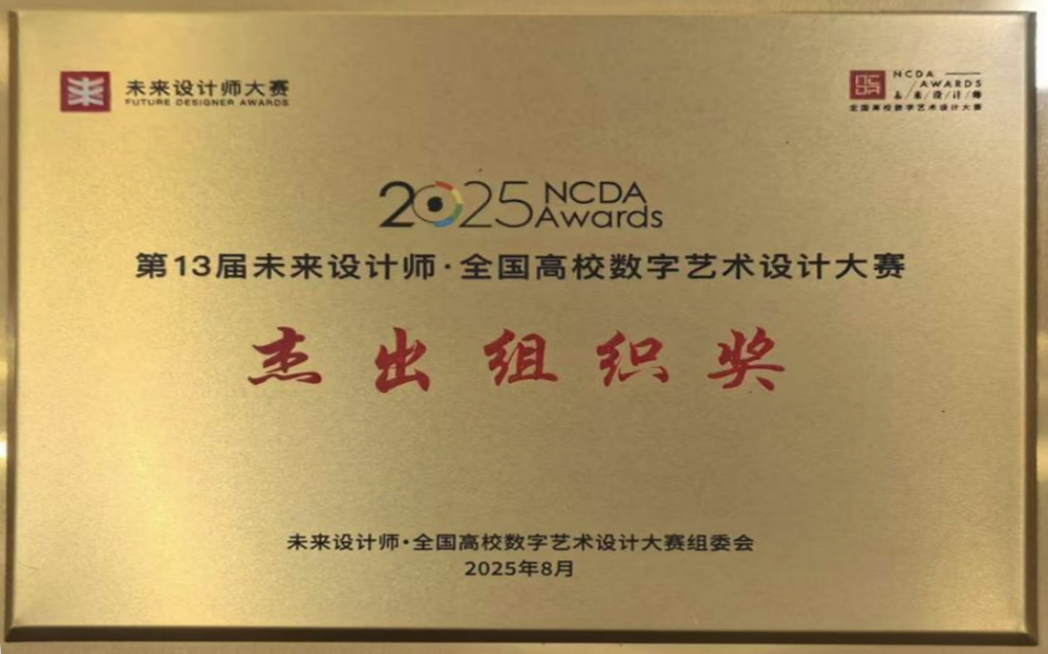 未来设计师大赛
FUTURE DESIGNER AWARDS
NCDA
AWARDS
未/来/设/计/师
全国高校数字艺术设计大赛
2025 NCDA
Awards
第13届未来设计师·全国高校数字艺术设计大赛
杰出组织奖
未来设计师·全国高校数字艺术设计大赛组委会
2025年8月